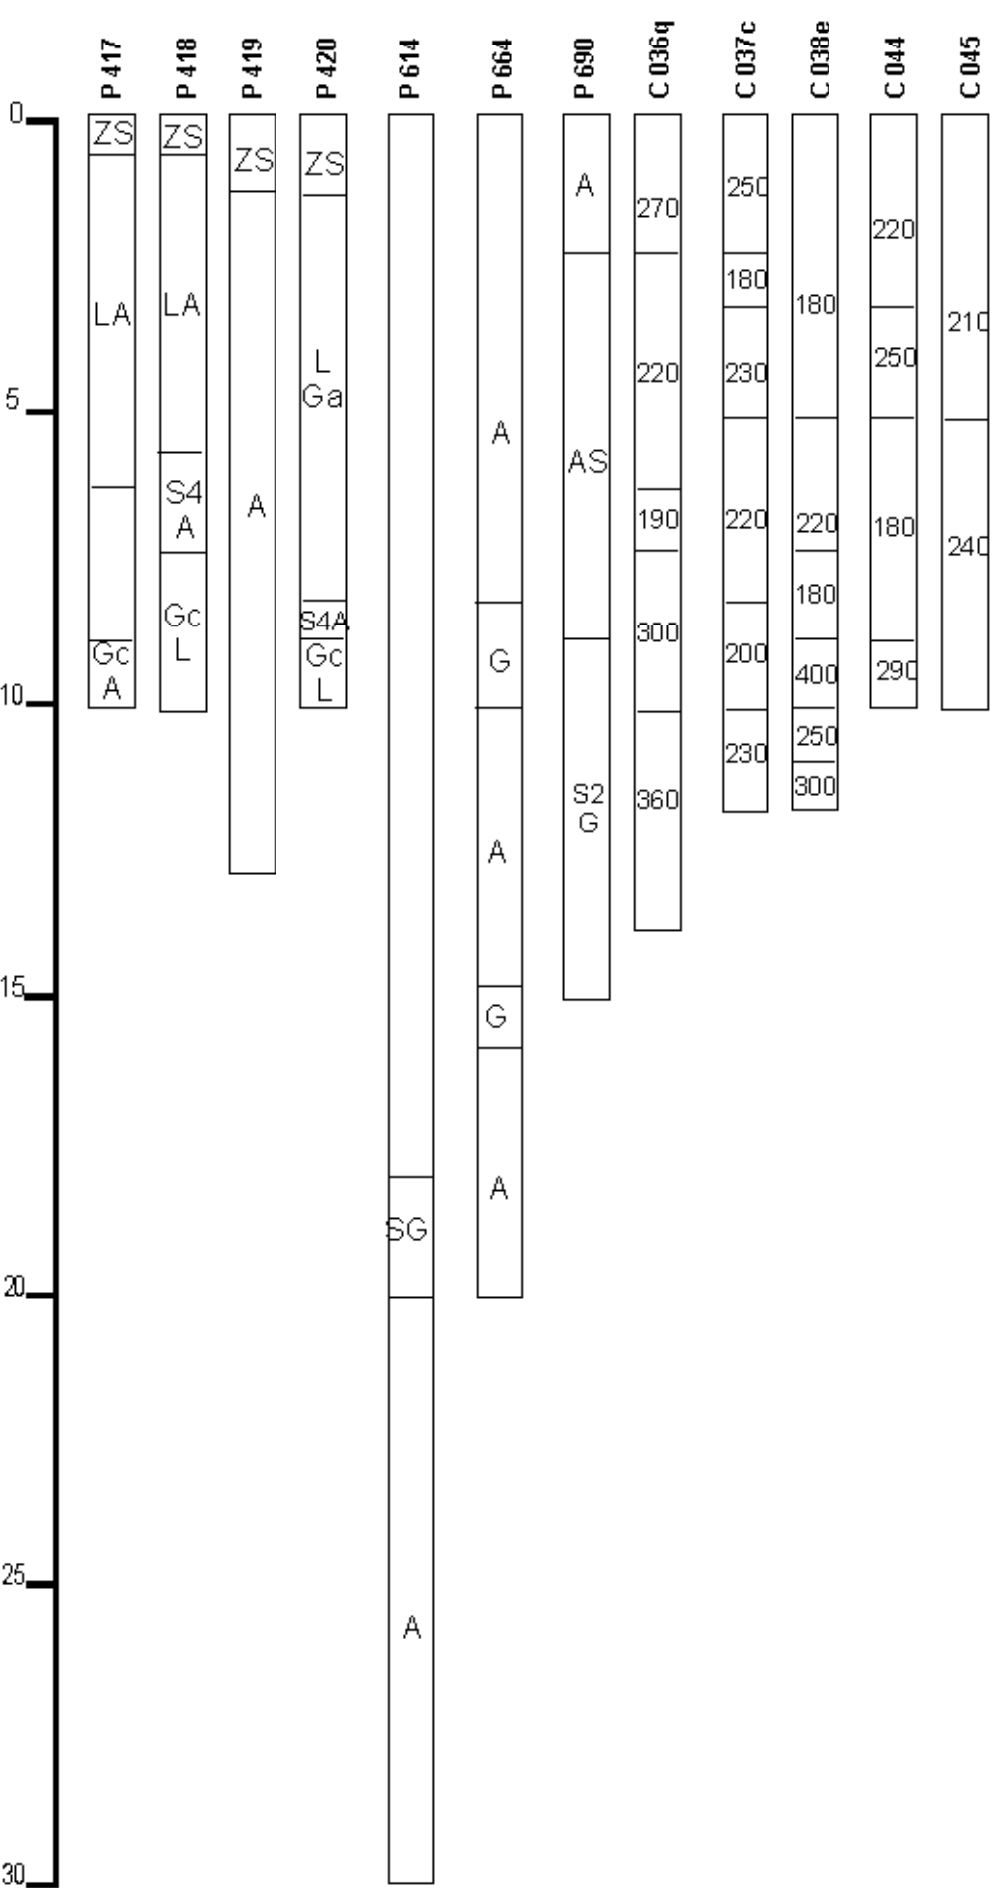 P 417
P 418
P 419
P 420
P 614
P 664
P 690
C 036q
C 037c
C 038e
C 044
C 045
0
5
10
15
20
25
30
ZS
LA
Gc
A
ZS
LA
S4
A
Gc
L
ZS
A
ZS
L
Ga
S4A
Gc
L
SG
A
A
G
A
G
A
A
AS
S2
G
270
220
190
300
360
250
180
230
220
200
230
180
220
180
400
250
300
220
250
180
290
210
240